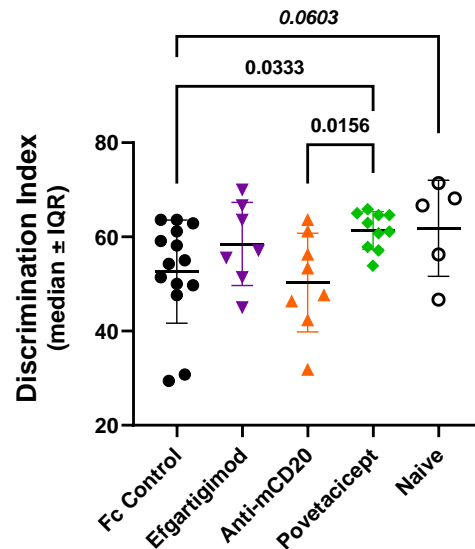 0.0603
0.0333
0.0156
Discrimination Index
(median ± IQR)
80
60
40
20
Fc Control
Efgartigimod
Anti-mCD20
Povetacicept
Naive